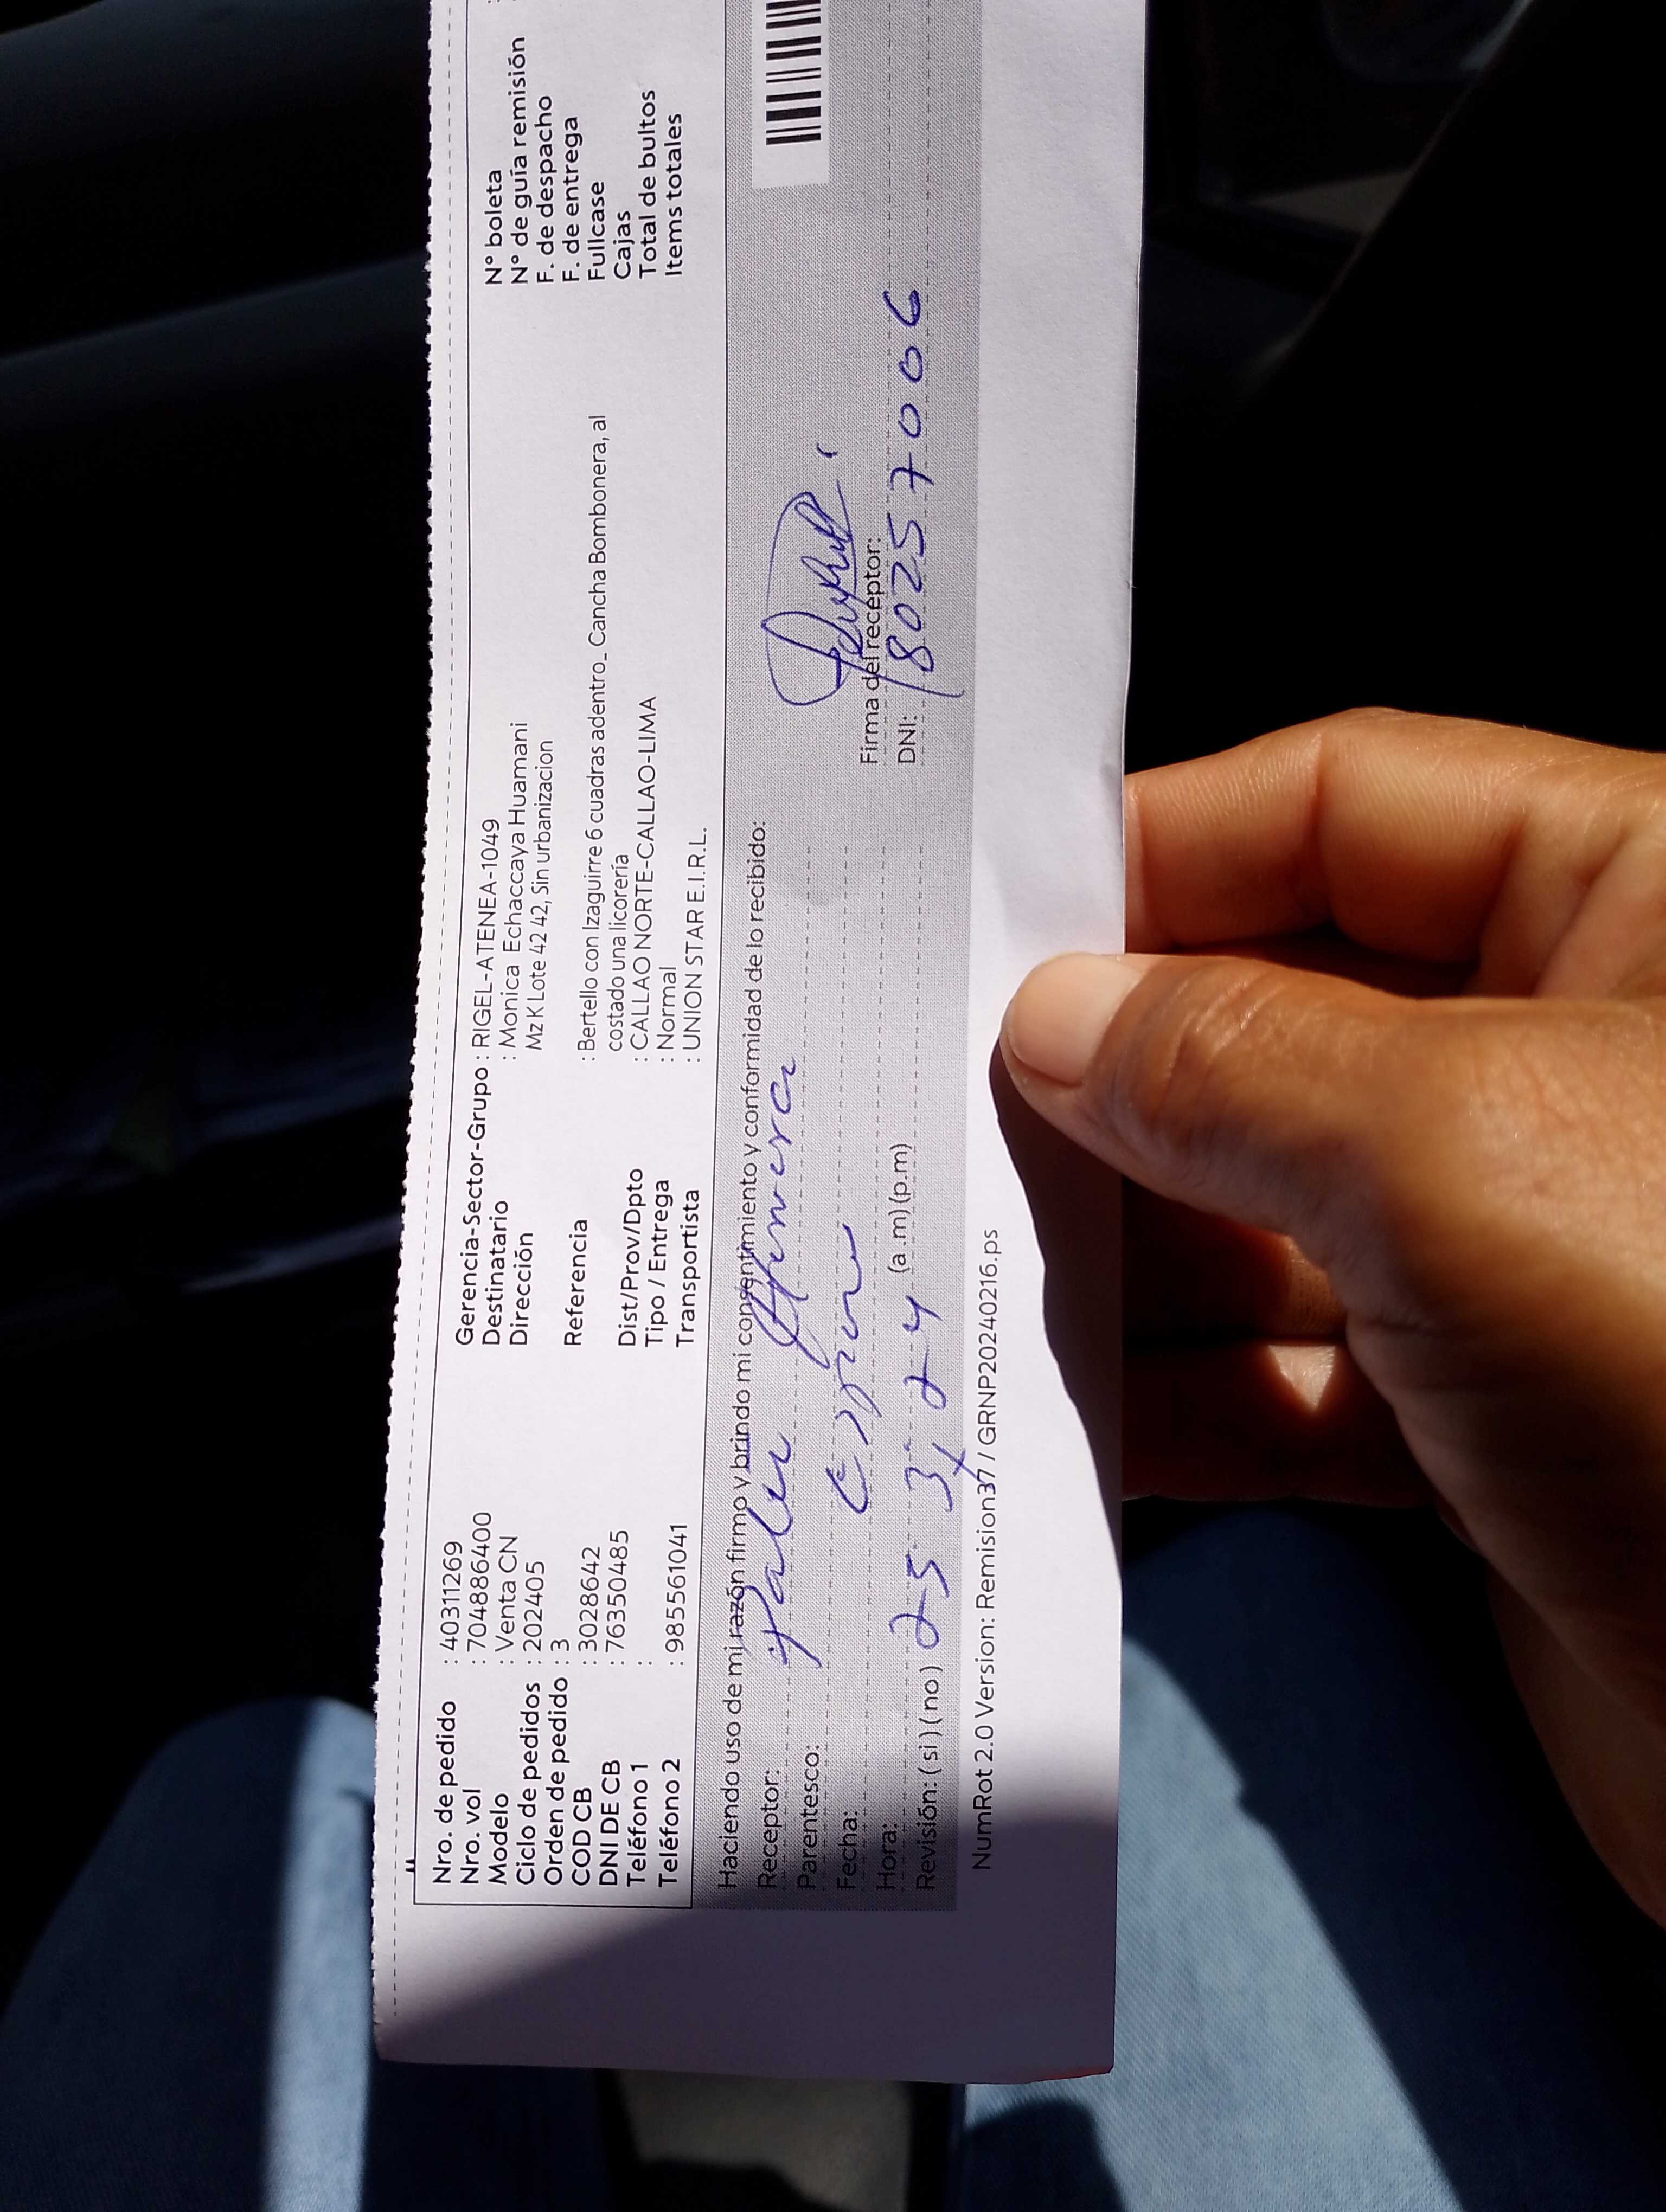 Nro. de pedido : 40311269
Nro. vol : 704886400
Modelo : Venta CN
Ciclo de pedidos : 202405
Orden de pedido : 3
COD CB : 3028642
DNI DE CB : 76350485
Teléfono 1 :
Teléfono 2 : 985561041
Gerencia-Sector-Grupo : RIGEL-ATENEA-1049
Destinatario : Monica Echaccaya Huamani
Dirección Mz K Lote 42 42, Sin urbanizacion
Referencia : Bertello con Izaguirre 6 cuadras adentro_ Cancha Bombonera, al
costado una licorería
Dist/Prov/Dpto : CALLAO NORTE-CALLAO-LIMA
Tipo / Entrega : Normal
Transportista : UNION STAR E.I.R.L.
N° boleta :
N° de guía remisión
F. de despacho
F. de entrega
Fullcase
Cajas
Total de bultos
Items totales
Haciendo uso de mi razón firmo y brindo mi consentimiento y conformidad de lo recibido:
Receptor:
Parentesco:
Fecha:
Hora: (a .m) (p.m)
Revisión: ( si ) ( no ) 25 3 24
Firma del receptor:
DNI: 80257006
NumRot 2.0 Version: Remision37 / GRNP20240216.ps